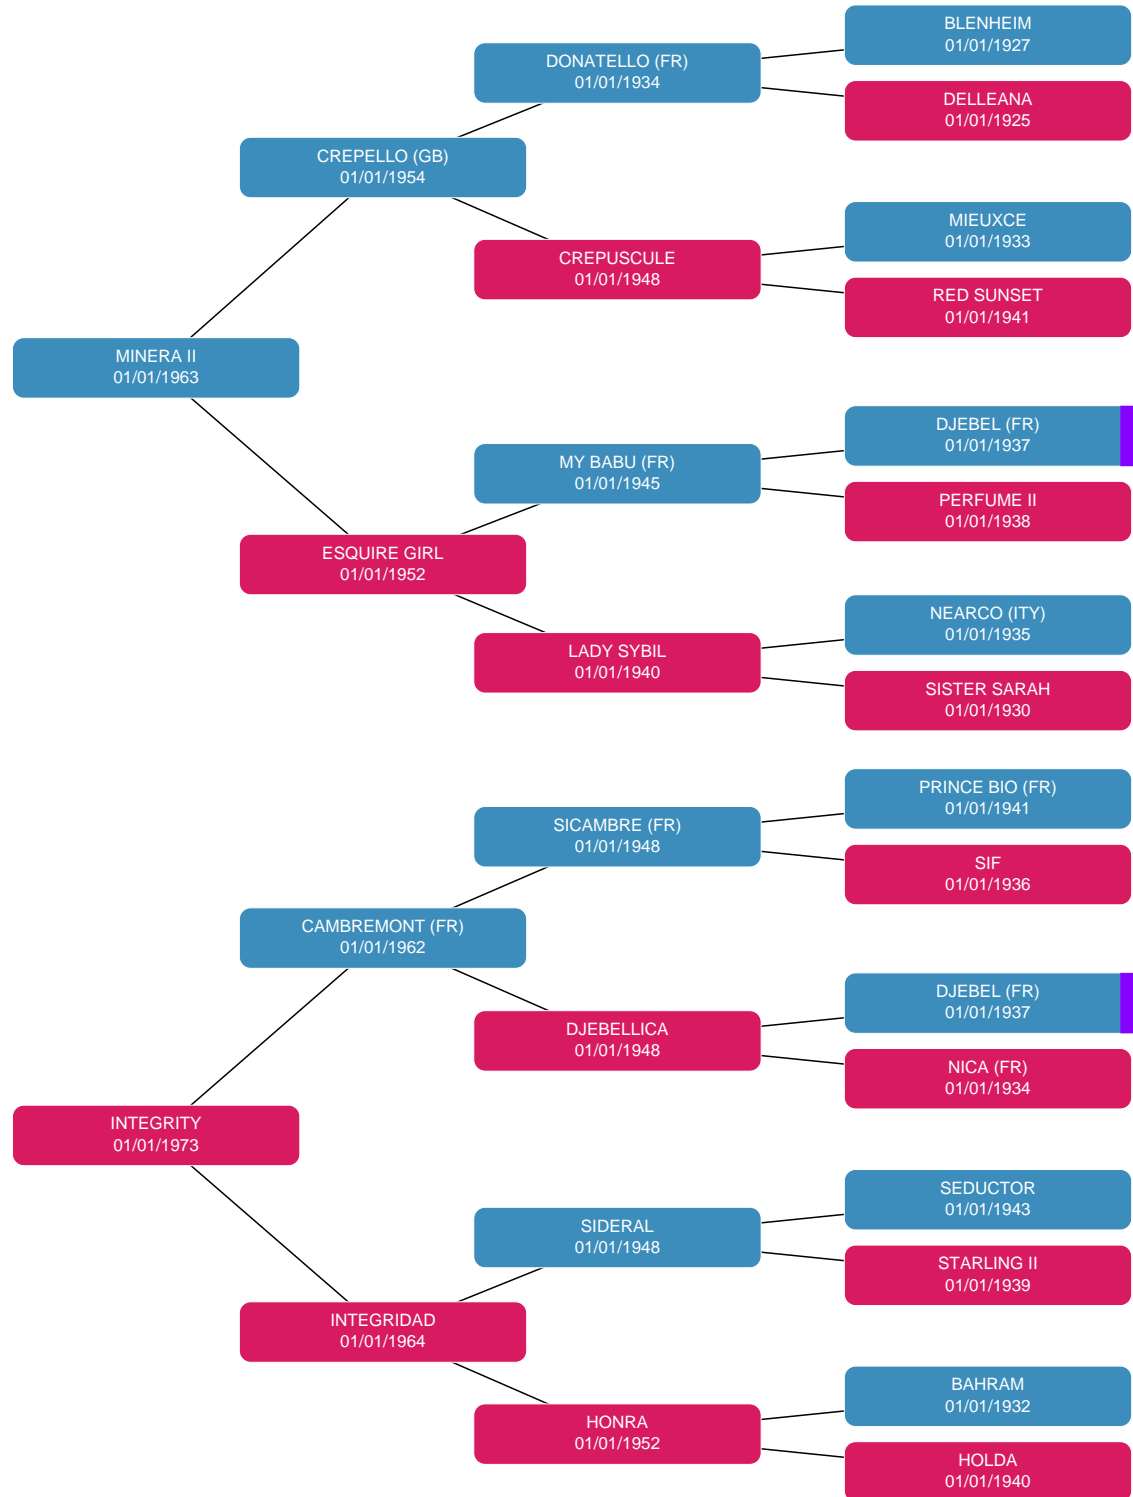 BLENHEIM
01/01/1927
DONATELLO (FR)
01/01/1934
DELLEANA
01/01/1925
CREPELLO (GB)
01/01/1954
MIEUXCE
01/01/1933
CREPUSCULE
01/01/1948
RED SUNSET
01/01/1941
MINERA II
01/01/1963
DJEBEL (FR)
01/01/1937
MY BABU (FR)
01/01/1945
PERFUME II
01/01/1938
ESQUIRE GIRL
01/01/1952
NEARCO (ITY)
01/01/1935
LADY SYBIL
01/01/1940
SISTER SARAH
01/01/1930
PRINCE BIO (FR)
01/01/1941
SICAMBRE (FR)
01/01/1948
SIF
01/01/1936
CAMBREMONT (FR)
01/01/1962
DJEBEL (FR)
01/01/1937
DJEBELLICA
01/01/1948
NICA (FR)
01/01/1934
INTEGRITY
01/01/1973
SEDUCTOR
01/01/1943
SIDERAL
01/01/1948
STARLING II
01/01/1939
INTEGRIDAD
01/01/1964
BAHRAM
01/01/1932
HONRA
01/01/1952
HOLDA
01/01/1940